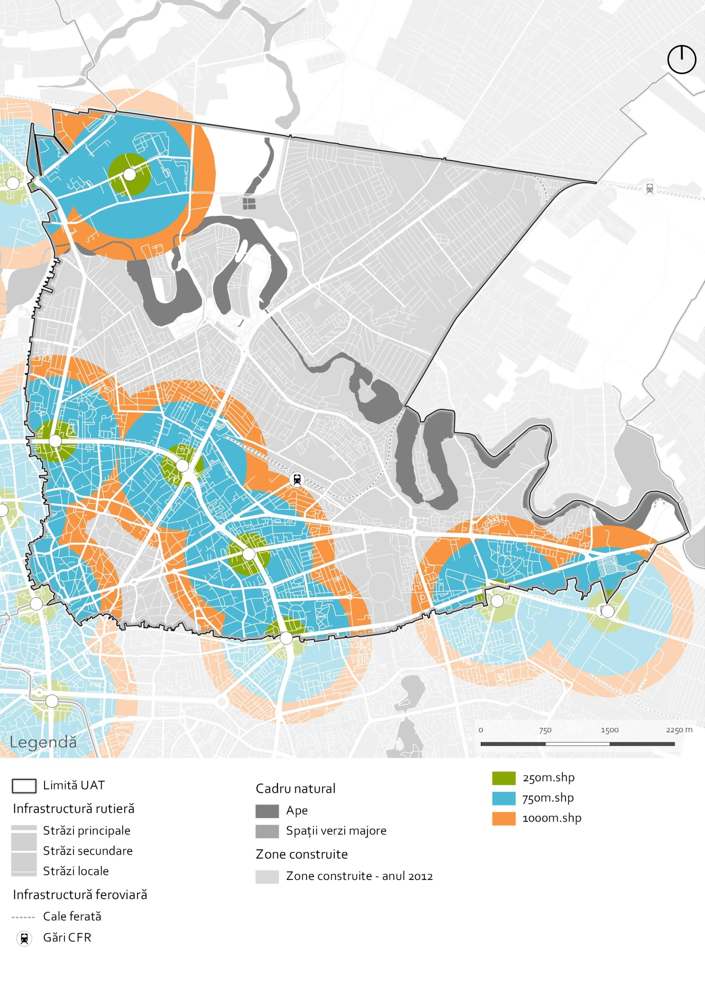 0 750 1500 2250 m
Legendă
Limită UAT
Infrastructură rutieră
Străzi principale
Străzi secundare
Străzi locale
Infrastructură feroviară
Cale ferată
Gări CFR
Cadru natural
Ape
Spații verzi majore
Zone construite
Zone construite - anul 2012
250m.shp
750m.shp
1000m.shp